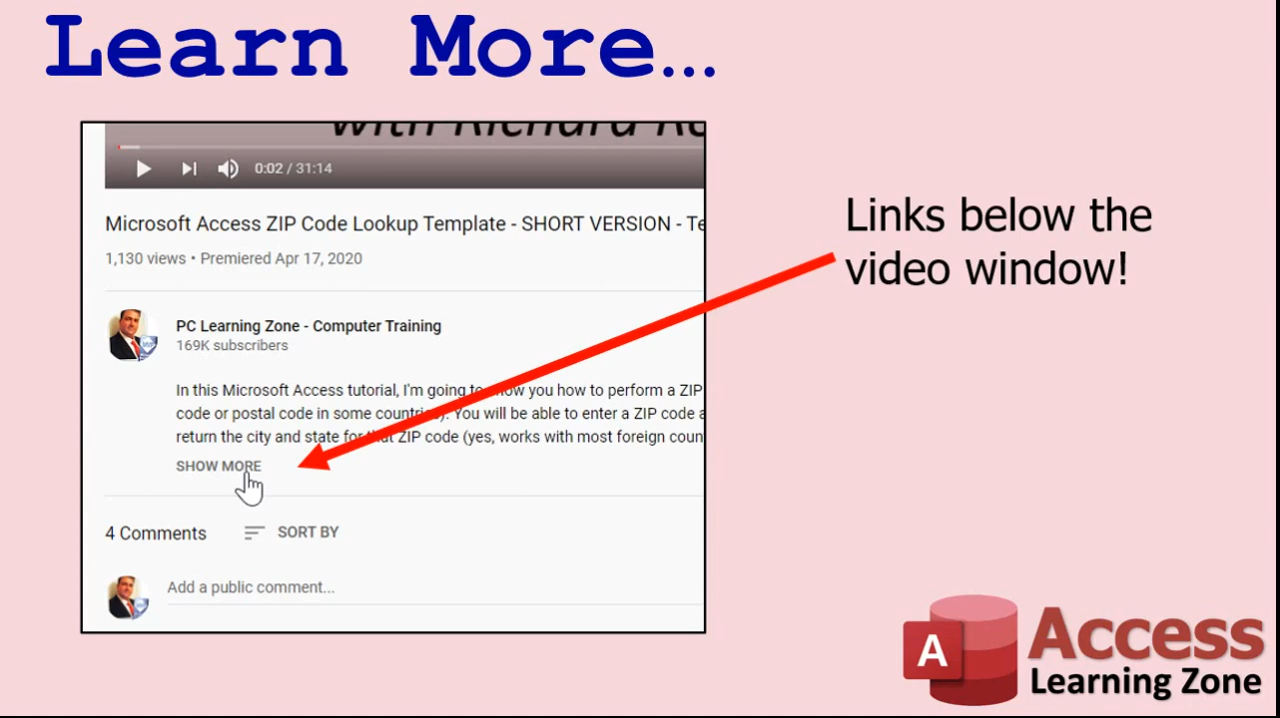 Learn More...
with Richard
0:02 / 31:14
Microsoft Access ZIP Code Lookup Template - SHORT VERSION -
1,130 views • Premiered Apr 17, 2020
PC Learning Zone - Computer Training
169K subscribers
In this Microsoft Access tutorial, I'm going to show you how to perform a ZIP
code or postal code in some countries). You will be able to enter a ZIP code
return the city and state for that ZIP code (yes, works with most foreign
SHOW MORE
4 Comments
SORT BY
Add a public comment...
Links below the
video window!
A
Access
Learning Zone